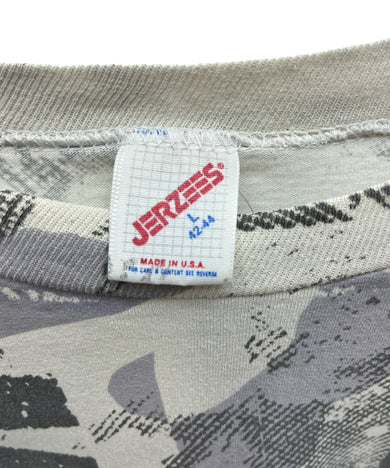 JERZEES®
L
42-44
MADE IN U.S.A.
FOR CARE & CONTENT SEE REVERSE